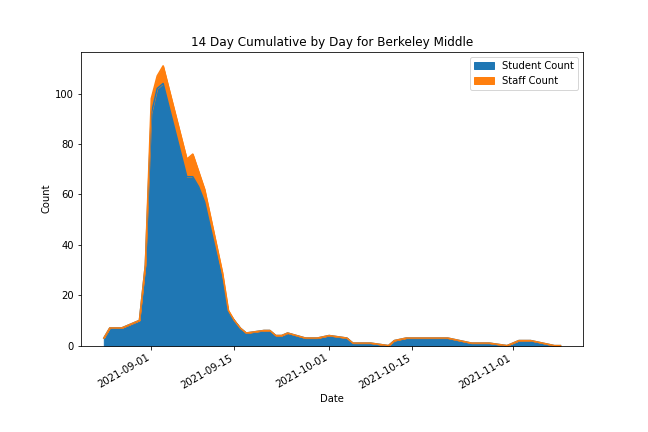 14 Day Cumulative by Day for Berkeley Middle
Student Count
Staff Count
100
80
60
40
20
0
Count
2021-09-01
2021-09-15
2021-10-01
2021-10-15
2021-11-01
Date